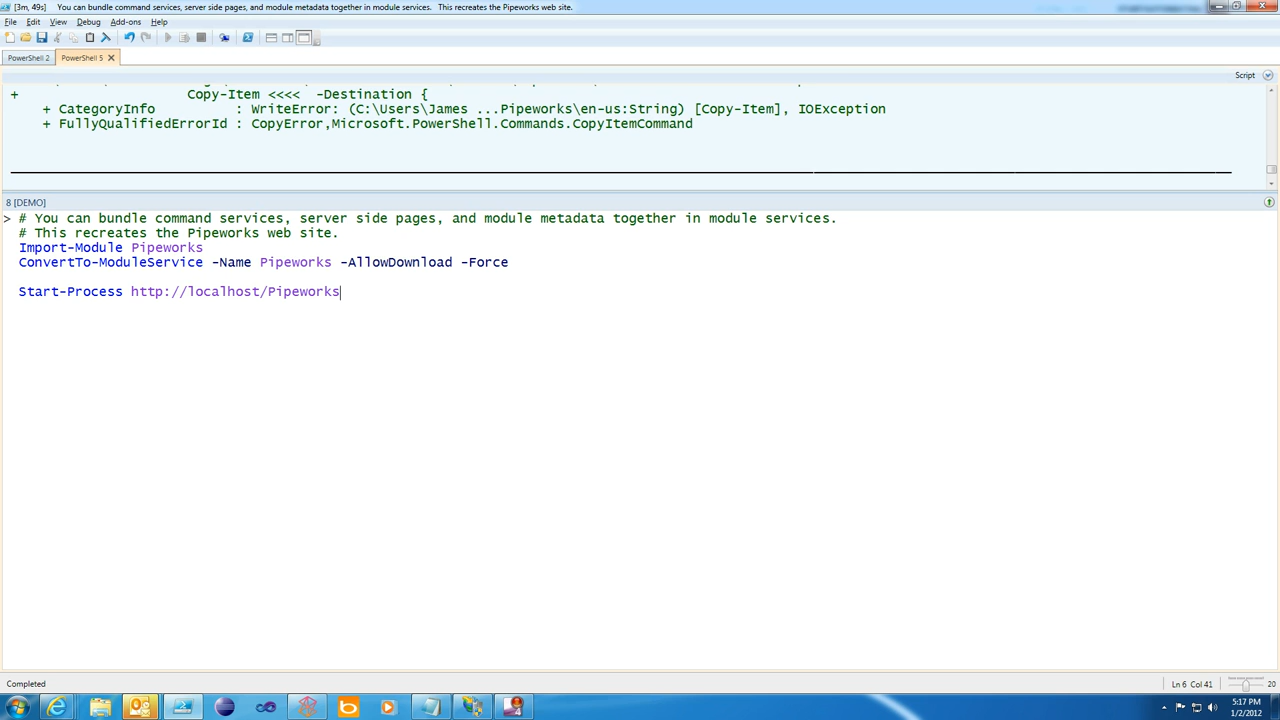 [3m, 49s] You can bundle command services, server side pages, and module metadata together in module services. This recreates the Pipeworks web site.
File Edit View Debug Add-ons Help
PowerShell 2 PowerShell 5
Script
+ Copy-Item <<<< -Destination {
+ CategoryInfo : WriteError: (C:\Users\James ...Pipeworks\en-us:String) [Copy-Item], IOException
+ FullyQualifiedErrorId : CopyError,Microsoft.PowerShell.Commands.CopyItemCommand
8 [DEMO]
> # You can bundle command services, server side pages, and module metadata together in module services.
# This recreates the Pipeworks web site.
Import-Module Pipeworks
ConvertTo-ModuleService -Name Pipeworks -AllowDownload -Force
Start-Process http://localhost/Pipeworks
Completed
Ln 6 Col 41
20
5:17 PM
1/2/2012